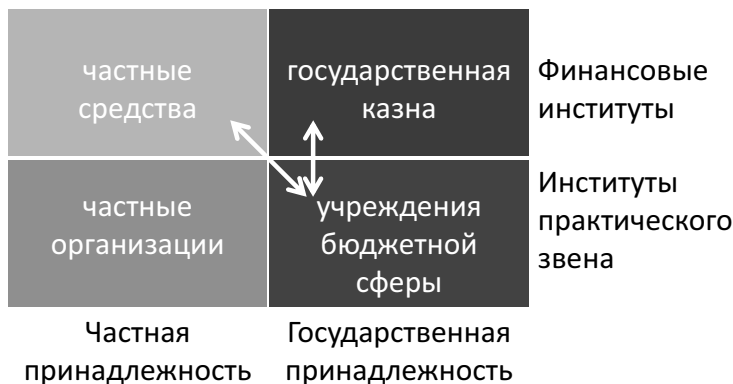 частные
средства
государственная
казна
Финансовые
институты
частные
организации
учреждения
бюджетной
сферы
Институты
практического
звена
Частная
принадлежность
Государственная
принадлежность